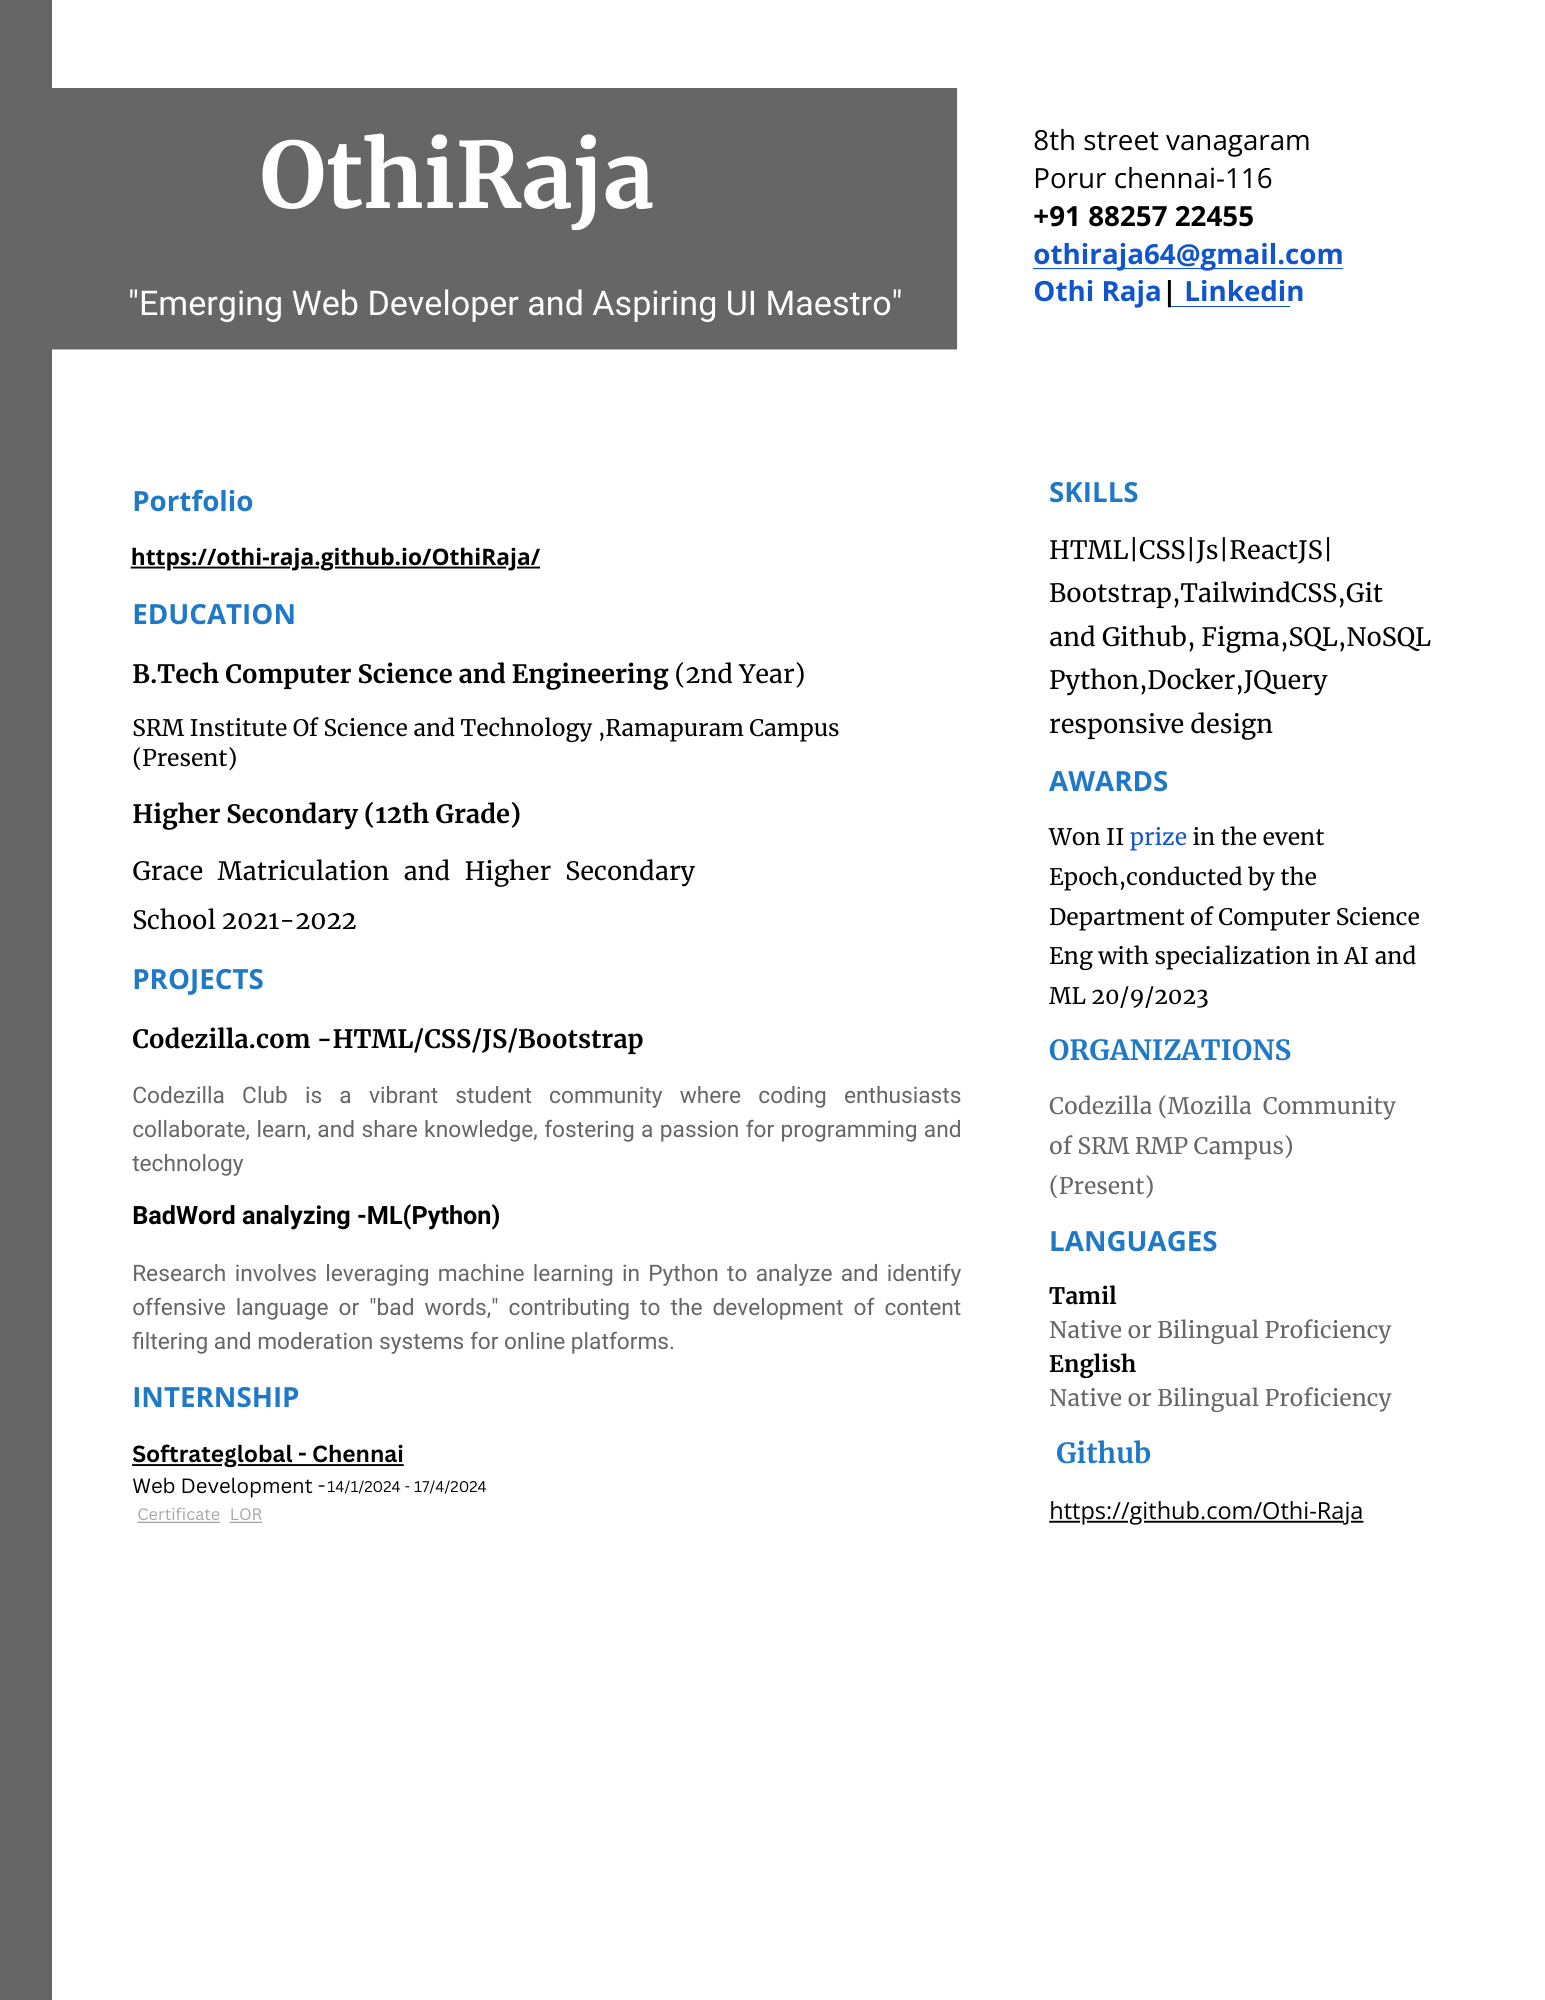 OthiRaja
"Emerging Web Developer and Aspiring UI Maestro"
8th street vanagaram
Porur chennai-116
+91 88257 22455
othiraja64@gmail.com
Othi Raja| Linkedin
Portfolio
https://othi-raja.github.io/OthiRaja/
EDUCATION
B.Tech Computer Science and Engineering (2nd Year)
SRM Institute Of Science and Technology ,Ramapuram Campus
(Present)
Higher Secondary (12th Grade)
Grace Matriculation and Higher Secondary
School 2021-2022
PROJECTS
Codezilla.com -HTML/CSS/JS/Bootstrap
Codezilla Club is a vibrant student community where coding enthusiasts
collaborate, learn, and share knowledge, fostering a passion for programming and
technology
BadWord analyzing -ML(Python)
Research involves leveraging machine learning in Python to analyze and identify
offensive language or "bad words," contributing to the development of content
filtering and moderation systems for online platforms.
INTERNSHIP
Softrateglobal - Chennai
Web Development -14/1/2024 - 17/4/2024
Certificate LOR
SKILLS
HTML|CSS|Js|ReactJS|
Bootstrap,TailwindCSS,Git
and Github, Figma,SQL,NoSQL
Python,Docker,JQuery
responsive design
AWARDS
Won II prize in the event
Epoch,conducted by the
Department of Computer Science
Eng with specialization in AI and
ML 20/9/2023
ORGANIZATIONS
Codezilla (Mozilla Community
of SRM RMP Campus)
(Present)
LANGUAGES
Tamil
Native or Bilingual Proficiency
English
Native or Bilingual Proficiency
Github
https://github.com/Othi-Raja